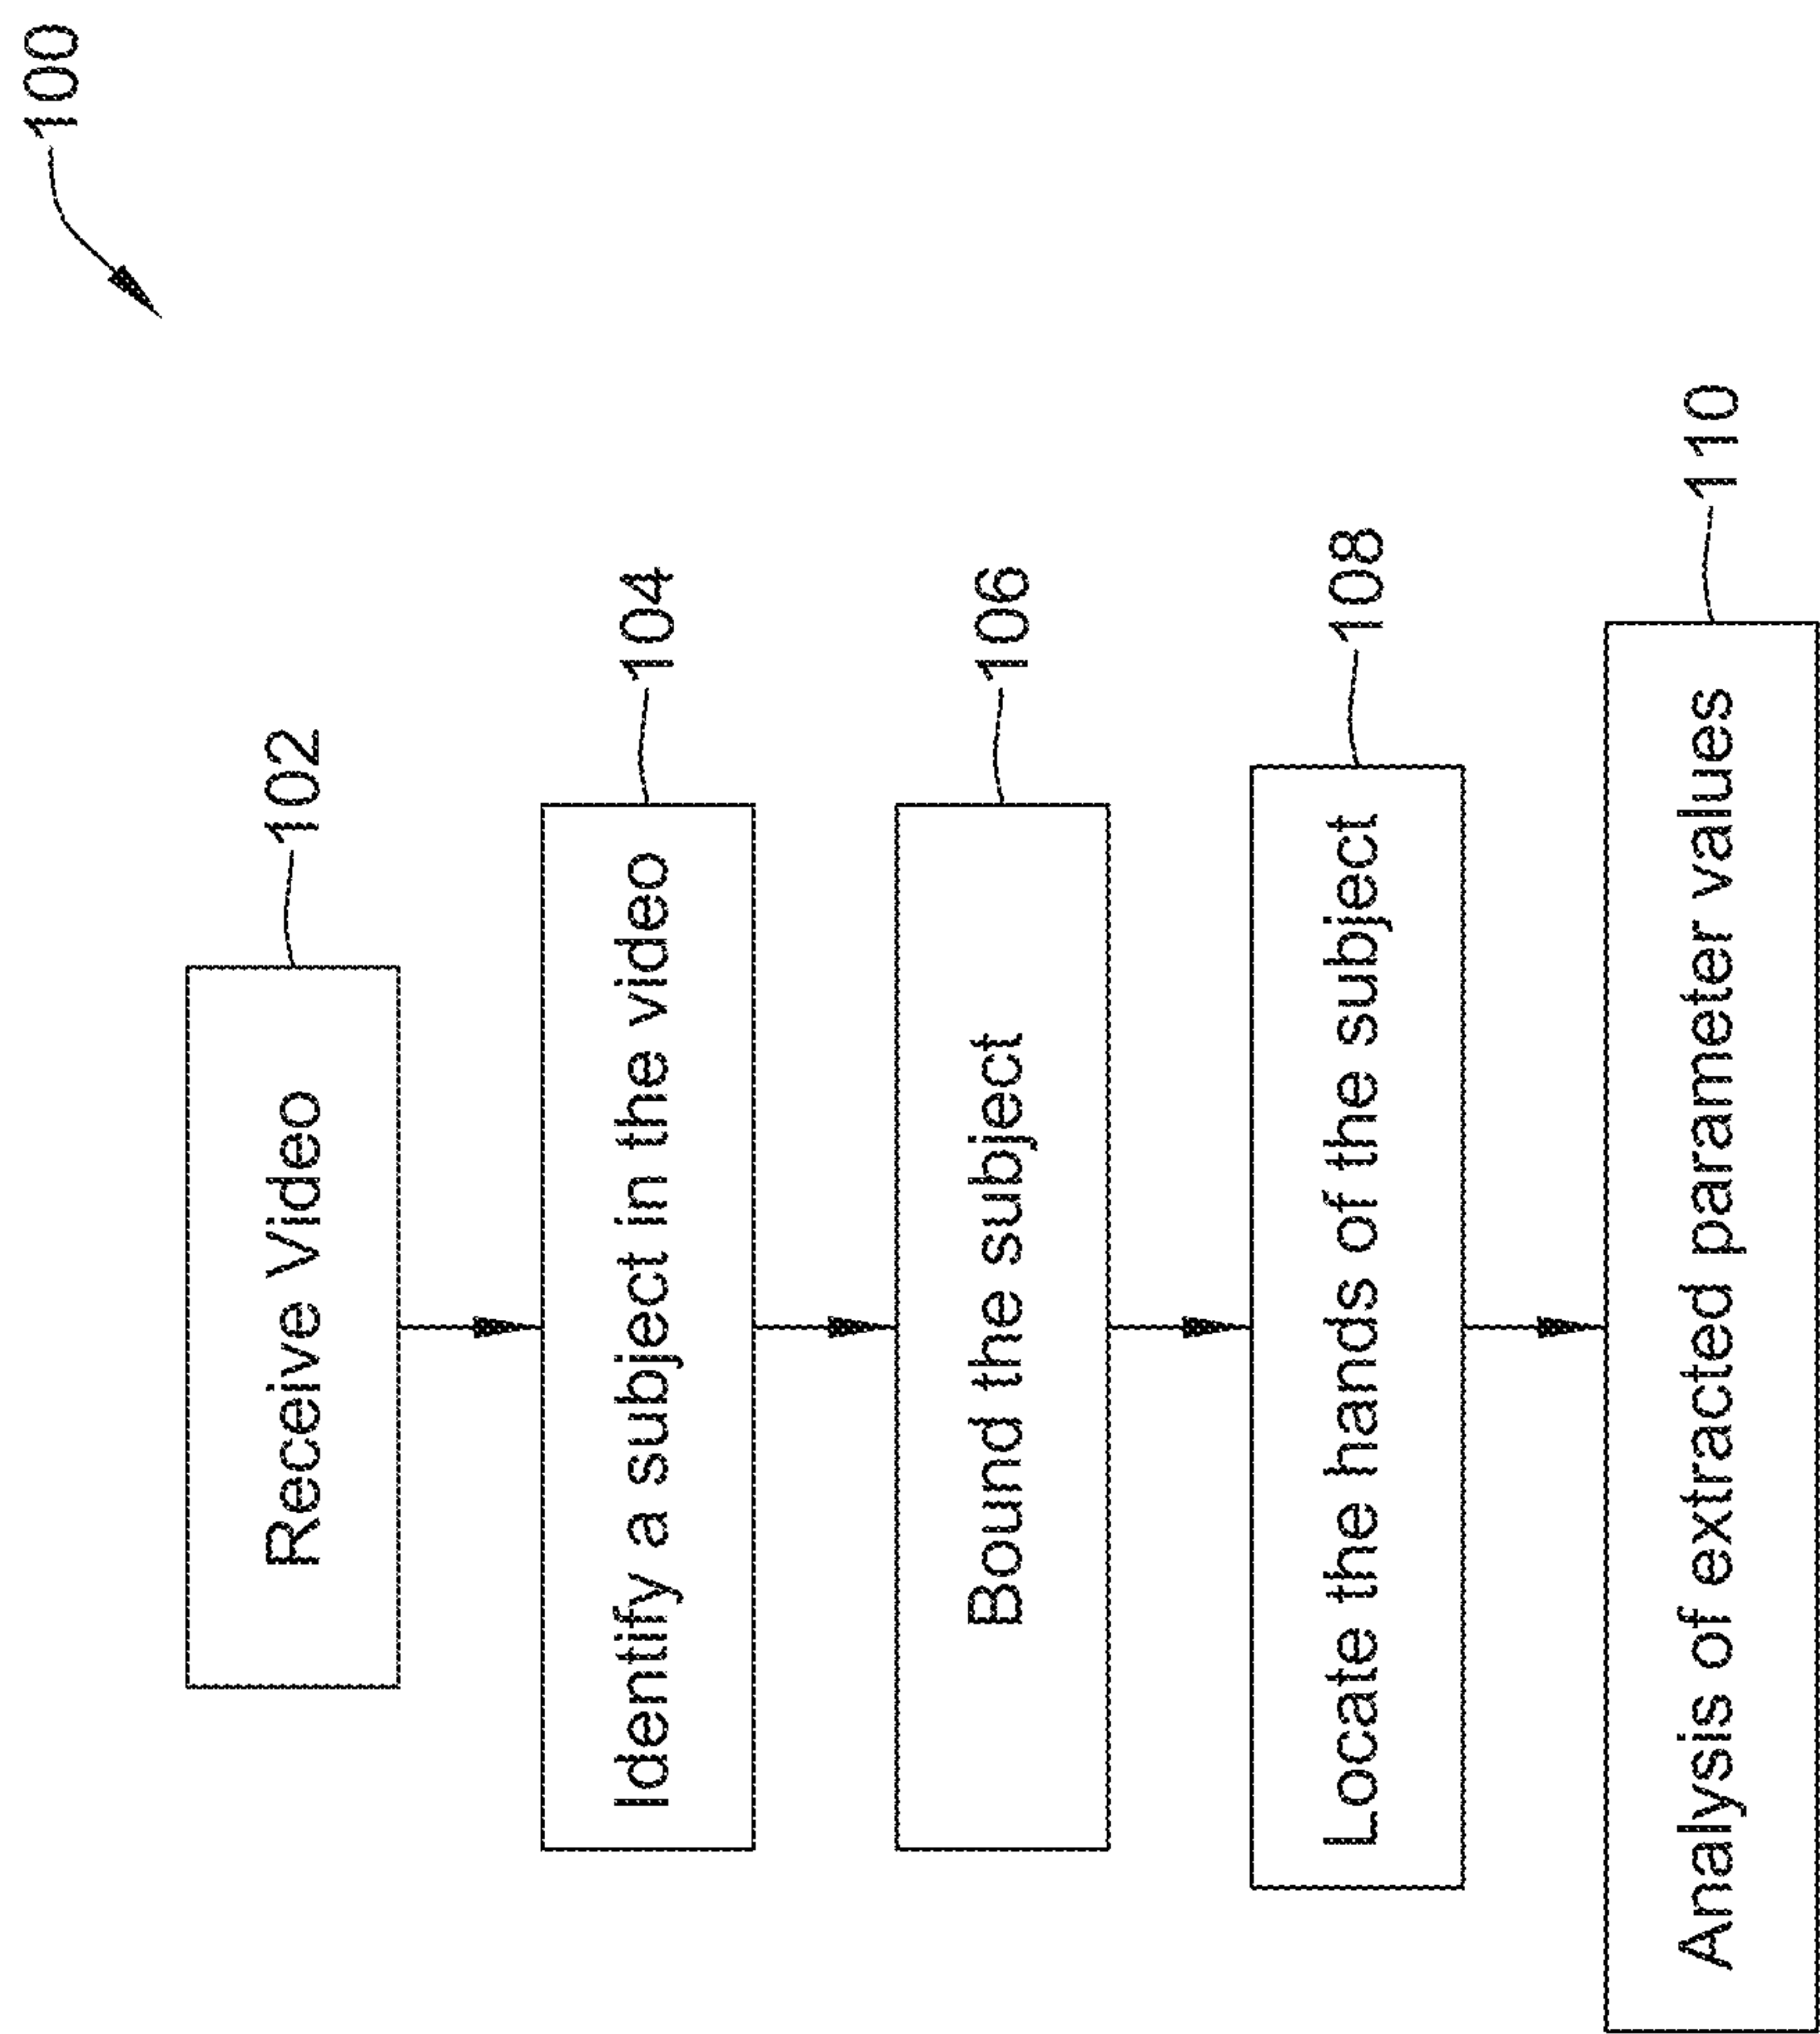 100
Receive Video
102
Identify a subject in the video
104
Bound the subject
106
Locate the hands of the subject
108
Analysis of extracted parameter values
110